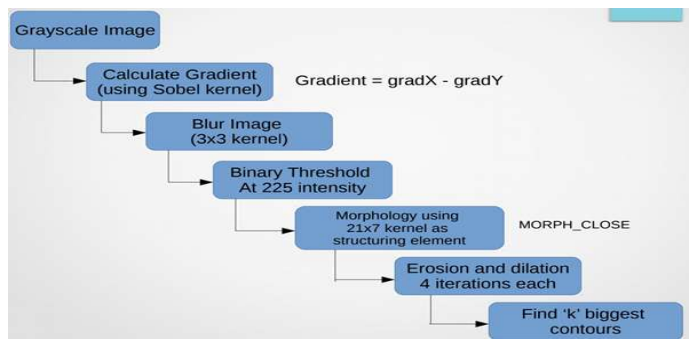 Grayscale Image
Calculate Gradient
(using Sobel kernel)
Gradient = gradX - gradY
Blur Image
(3x3 kernel)
Binary Threshold
At 225 intensity
Morphology using
21x7 kernel as
structuring element
MORPH_CLOSE
Erosion and dilation
4 iterations each
Find ‘k’ biggest
contours